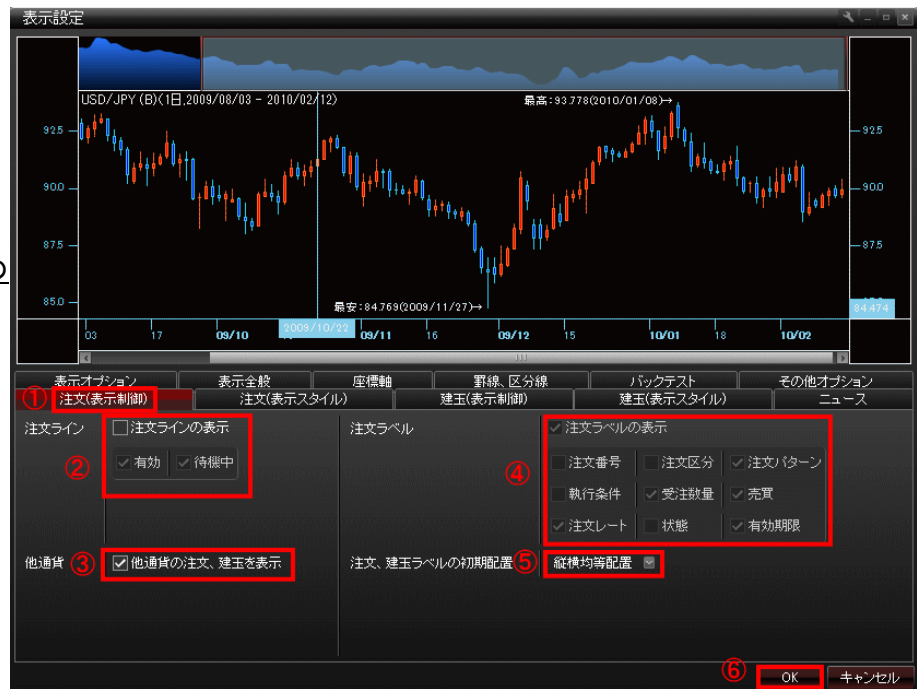 表示設定
USD/JPY (B)(1日,2009/08/03 - 2010/02/12)
最高:93.778(2010/01/08)→
92.5
92.5
90.0
90.0
87.5
87.5
の
85.0
最安:84.769(2009/11/27)→
84.474
03 17 09/10 2009/10/22 09/11 16 09/12 15 10/01 18 10/02
表示オプション 表示全般 座標軸 罫線、区分線 バックテスト その他オプション
① 注文(表示制御) 注文(表示スタイル) 建玉(表示制御) 建玉(表示スタイル) ニュース
注文ライン 注文ラインの表示 注文ラベル 注文ラベルの表示
② 有効 待機中 ④ 注文番号 注文区分 注文パターン
執行条件 受注数量 売買
注文レート 状態 有効期限
他通貨 ③ 他通貨の注文、建玉を表示 注文、建玉ラベルの初期配置 ⑤ 縦横均等配置
⑥ OK キャンセル